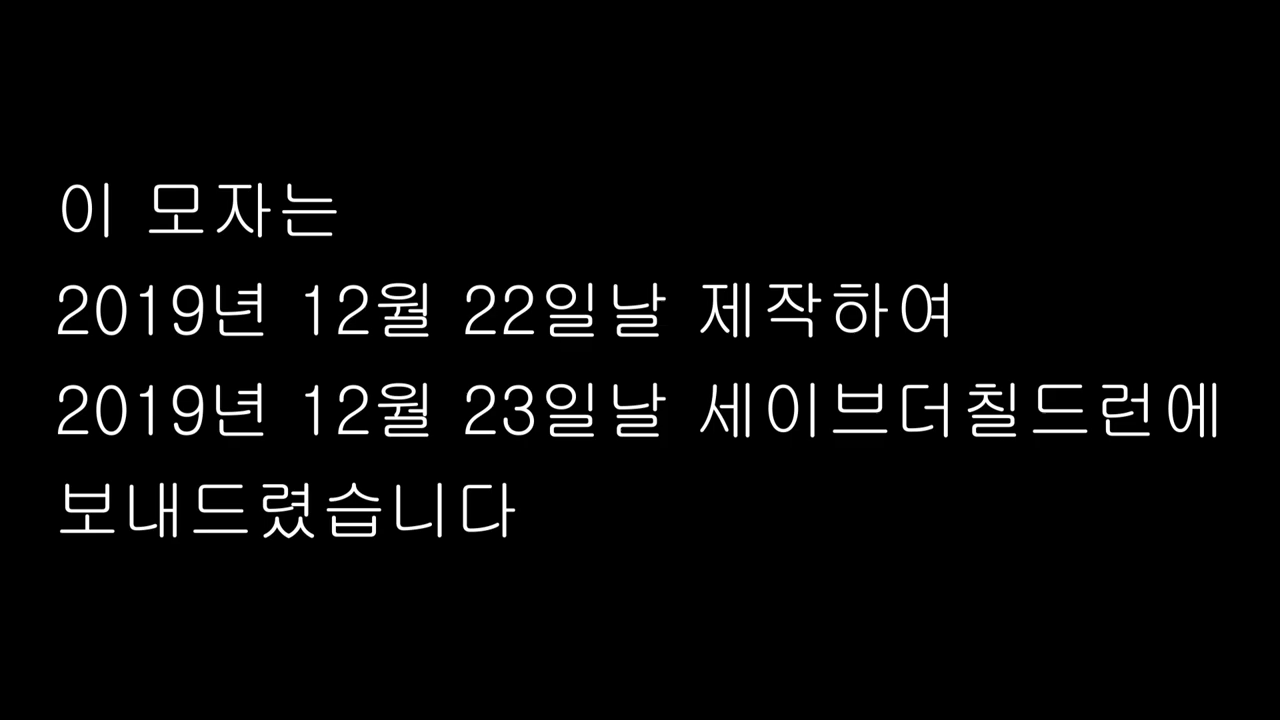 이 모자는
2019년 12월 22일날 제작하여
2019년 12월 23일날 세이브더칠드런에
보내드렸습니다